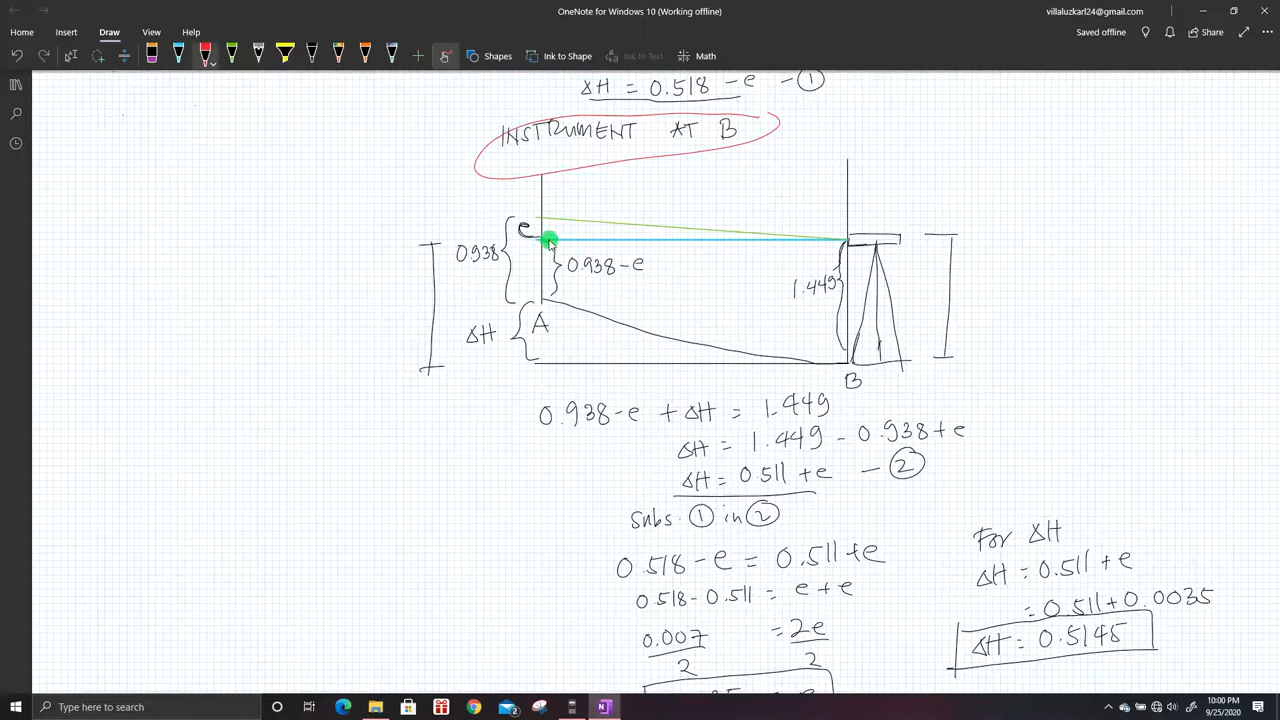 OneNote for Windows 10 (Working offline)
villaluzkarl24@gmail.com
Home Insert Draw View Help
Saved offline
Share
Shapes Ink to Shape Ink to Text Math
ΔH = 0.518 - e - ①
INSTRUMENT AT B
e
0.938
0.938-e
1.449
ΔH
A
B
0.938-e + ΔH = 1.449
ΔH = 1.449 - 0.938+e
ΔH = 0.511 +e - ②
Subs. ① in ②
0.518 - e = 0.511+e
0.518 - 0.511 = e + e
0.007 = 2e
2 2
For ΔH
ΔH = 0.511 + e
= 0.511+0.0035
ΔH = 0.5145
Type here to search
10:00 PM
9/25/2020